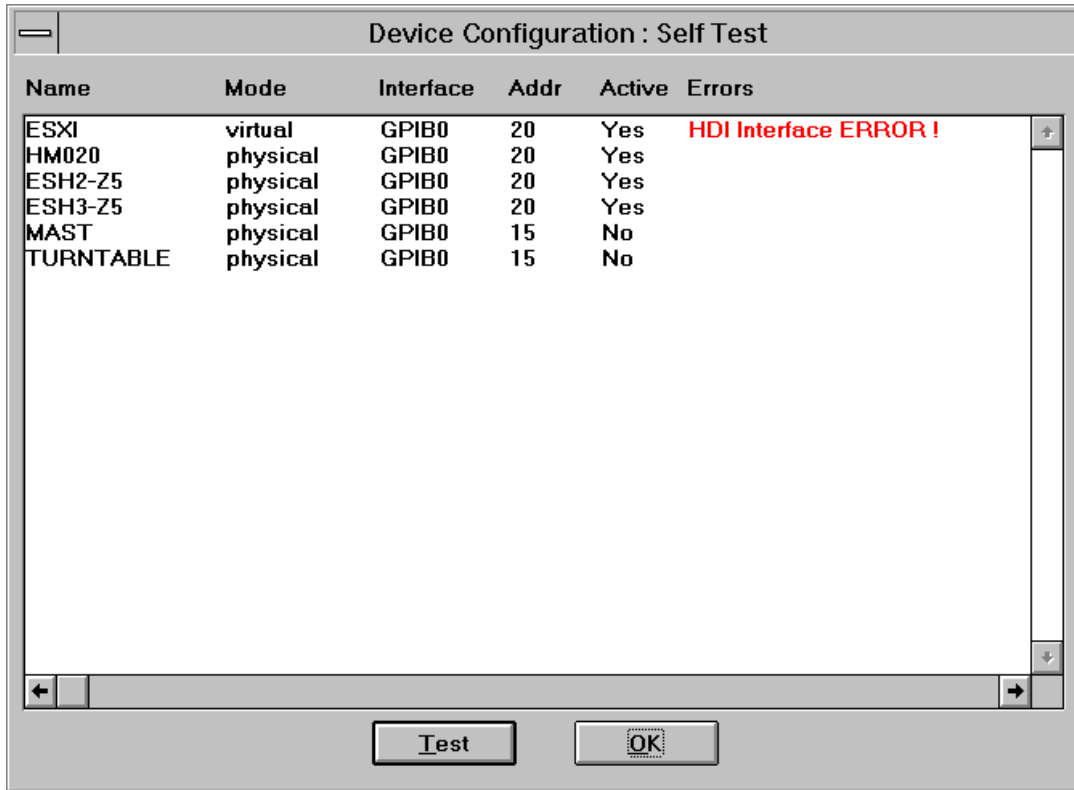 Device Configuration : Self Test
Name Mode Interface Addr Active Errors
ESXI virtual GPIB0 20 Yes HDI Interface ERROR !
HM020 physical GPIB0 20 Yes
ESH2-Z5 physical GPIB0 20 Yes
ESH3-Z5 physical GPIB0 20 Yes
MAST physical GPIB0 15 No
TURNTABLE physical GPIB0 15 No
Test OK